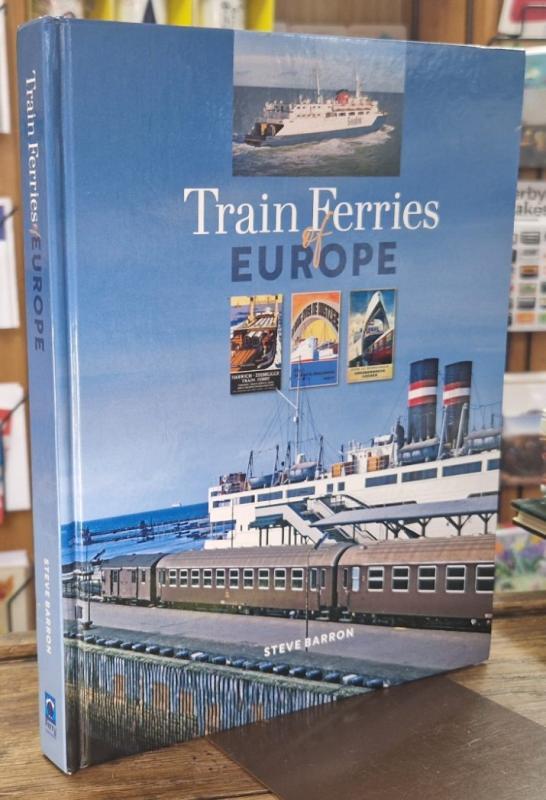 Train Ferries
of
EUROPE
HARWICH-ZEEBRUGGE
TRAIN FERRY
STEVE BARRON
Train Ferries of EUROPE
STEVE BARRON